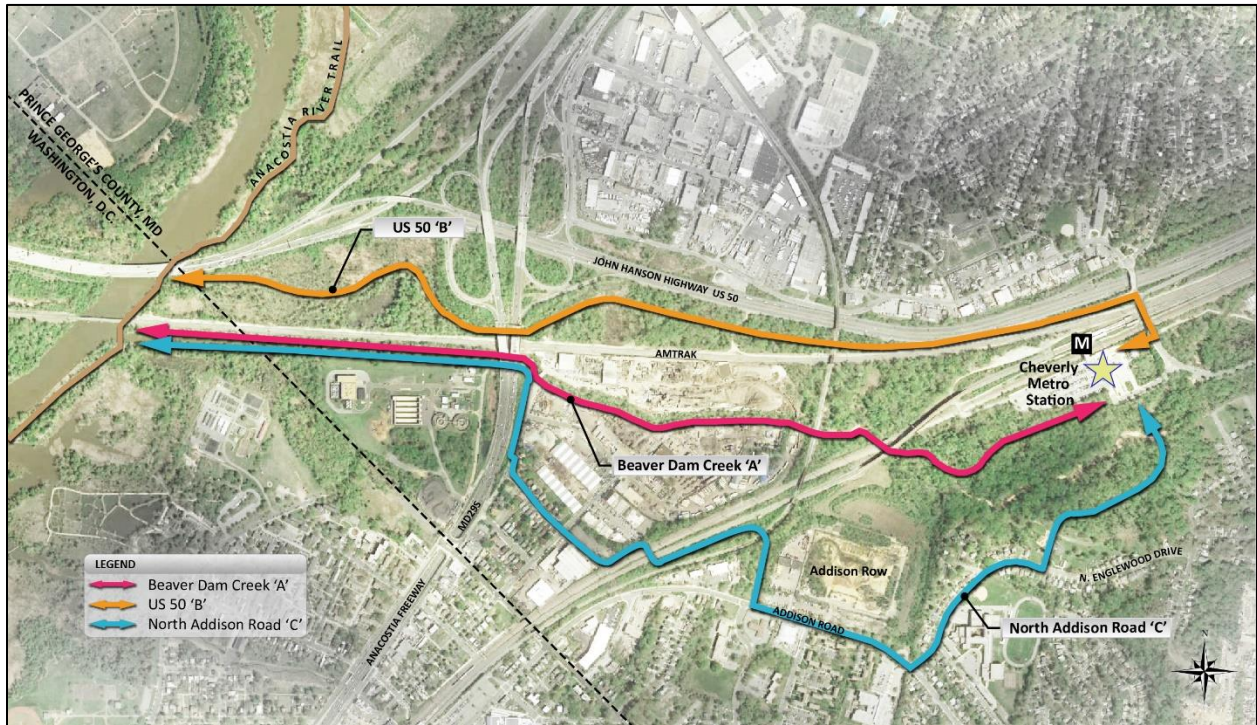 PRINCE GEORGE'S COUNTY, MD
WASHINGTON, D.C.
ANACOSTIA RIVER TRAIL
US 50 'B'
JOHN HANSON HIGHWAY US 50
AMTRAK
M
Cheverly
Metro
Station
Beaver Dam Creek 'A'
MD295
ANACOSTIA FREEWAY
Addison Row
ADDISON ROAD
N. ENGLEWOOD DRIVE
North Addison Road 'C'
LEGEND
Beaver Dam Creek 'A'
US 50 'B'
North Addison Road 'C'
N